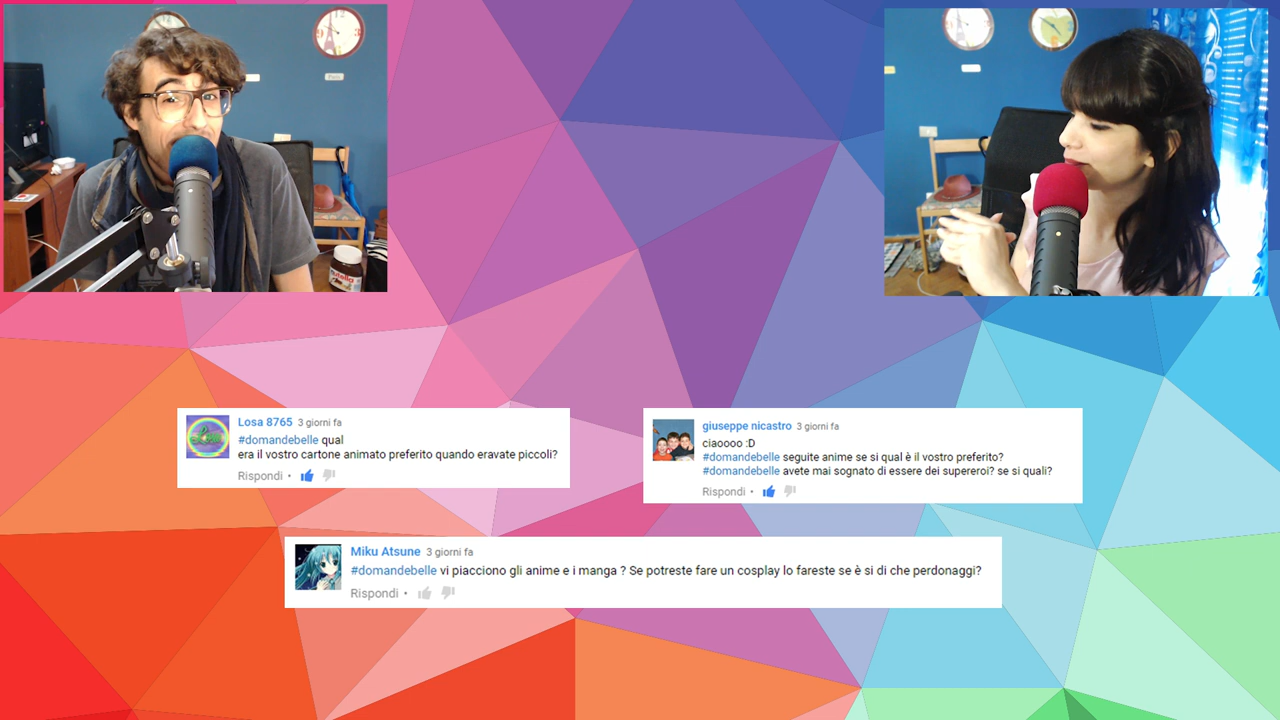 nutella
Losa 8765 3 giorni fa
#domandebelle qual
era il vostro cartone animato preferito quando eravate piccoli?
Rispondi •
giuseppe nicastro 3 giorni fa
ciaoooo :D
#domandebelle seguite anime se si qual è il vostro preferito?
#domandebelle avete mai sognato di essere dei supereroi? se si quali?
Rispondi •
Miku Atsune 3 giorni fa
#domandebelle vi piacciono gli anime e i manga ? Se potreste fare un cosplay lo fareste se è si di che perdonaggi?
Rispondi •